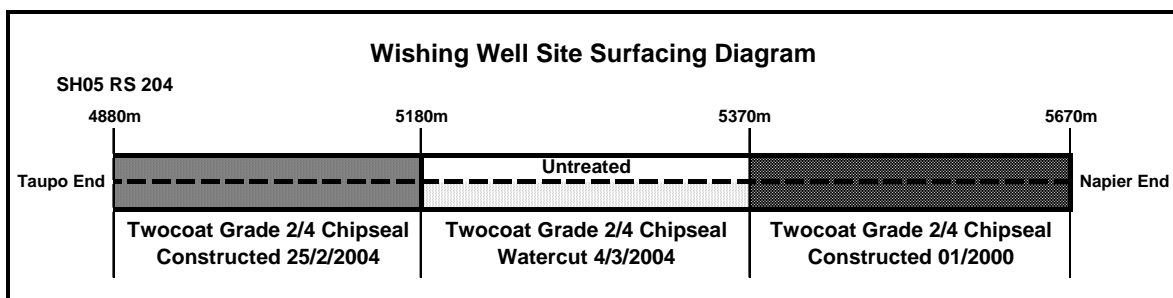 Wishing Well Site Surfacing Diagram
SH05 RS 204
4880m 5180m 5370m 5670m
Untreated
Taupo End Napier End
Twocoat Grade 2/4 Chipseal Twocoat Grade 2/4 Chipseal Twocoat Grade 2/4 Chipseal
Constructed 25/2/2004 Watercut 4/3/2004 Constructed 01/2000